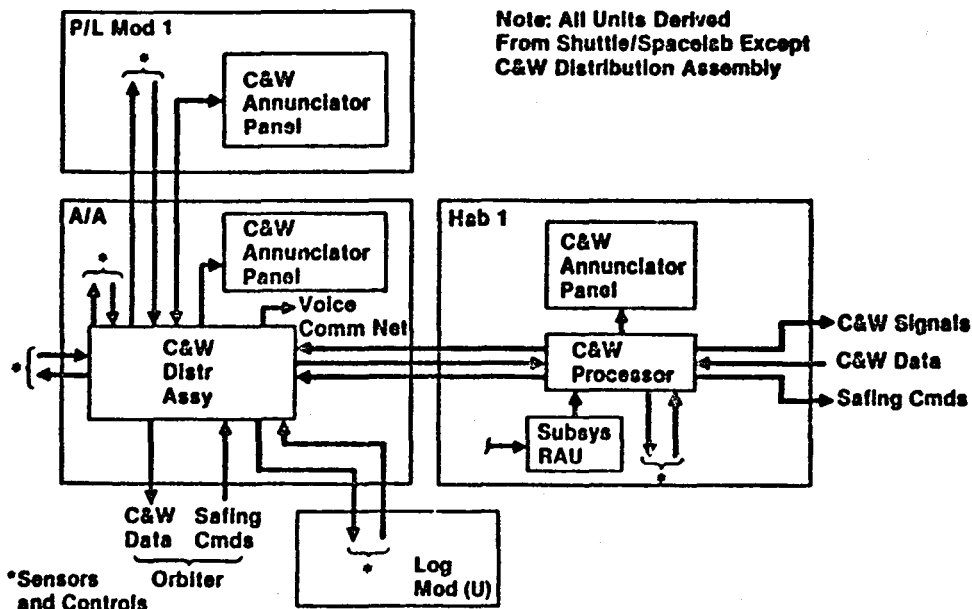 P/L Mod 1
*
C&W
Annunciator
Panel
Note: All Units Derived
From Shuttle/Spacelab Except
C&W Distribution Assembly
A/A
*
C&W
Annunciator
Panel
Voice
Comm Net
*
C&W
Distr
Assy
Hab 1
C&W
Annunciator
Panel
C&W
Processor
C&W Signals
C&W Data
Safing Cmds
Subsys
RAU
*
C&W
Data
Safing
Cmds
Orbiter
*
Log
Mod (U)
*Sensors
and Controls